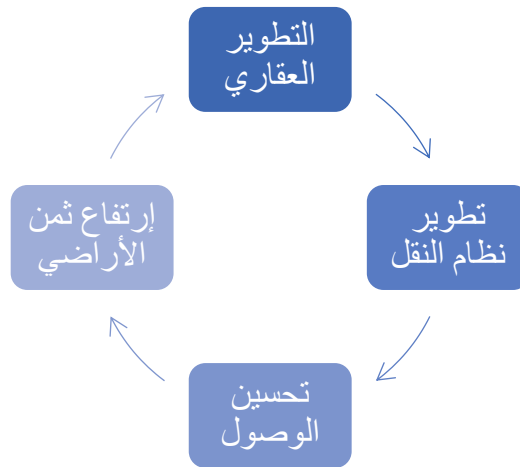 التطوير
العقاري
تطوير
نظام النقل
تحسين
الوصول
إرتفاع ثمن
الأراضي